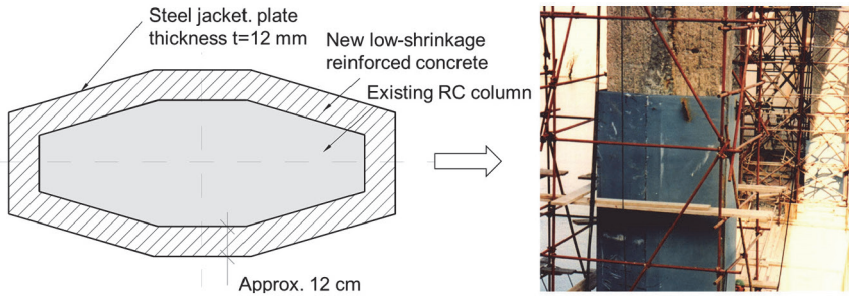 Steel jacket. plate
thickness t=12 mm
New low-shrinkage
reinforced concrete
Existing RC column
Approx. 12 cm